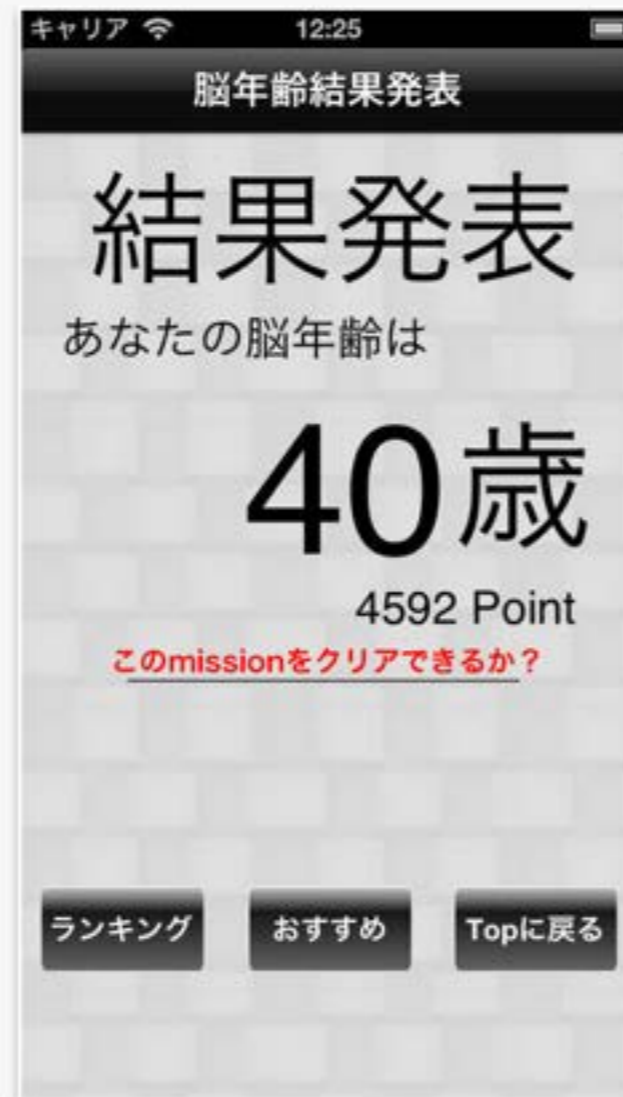 キャリア 12:25
脳年齢結果発表
結果発表
あなたの脳年齢は
40歳
4592 Point
このmissionをクリアできるか？
ランキング おすすめ Topに戻る